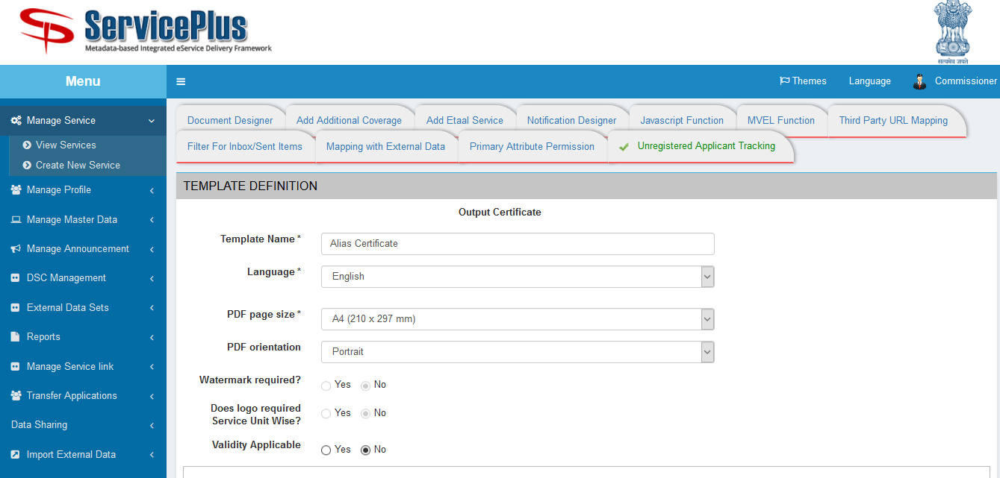 ServicePlus
Metadata-based Integrated eService Delivery Framework
सत्यमेव जयते
Menu
Themes
Language
Commissioner
Manage Service
View Services
Create New Service
Manage Profile
Manage Master Data
Manage Announcement
DSC Management
External Data Sets
Reports
Manage Service link
Transfer Applications
Data Sharing
Import External Data
Document Designer
Add Additional Coverage
Add Etaal Service
Notification Designer
Javascript Function
MVEL Function
Third Party URL Mapping
Filter For Inbox/Sent Items
Mapping with External Data
Primary Attribute Permission
Unregistered Applicant Tracking
TEMPLATE DEFINITION
Output Certificate
Template Name * Alias Certificate
Language * English
PDF page size * A4 (210 x 297 mm)
PDF orientation Portrait
Watermark required? Yes No
Does logo required
Service Unit Wise? Yes No
Validity Applicable Yes No